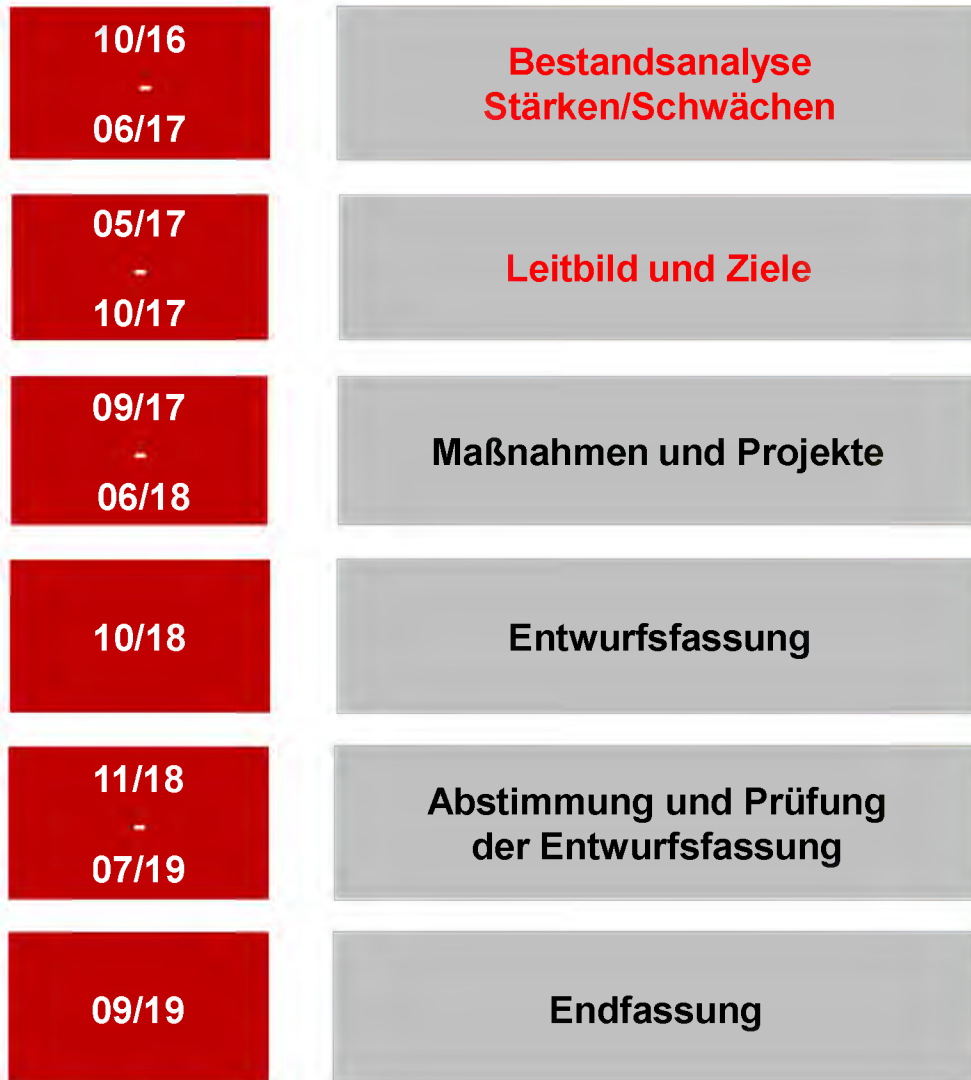 10/16
-
06/17
Bestandsanalyse
Stärken/Schwächen
05/17
-
10/17
Leitbild und Ziele
09/17
-
06/18
Maßnahmen und Projekte
10/18
Entwurfsfassung
11/18
-
07/19
Abstimmung und Prüfung
der Entwurfsfassung
09/19
Endfassung